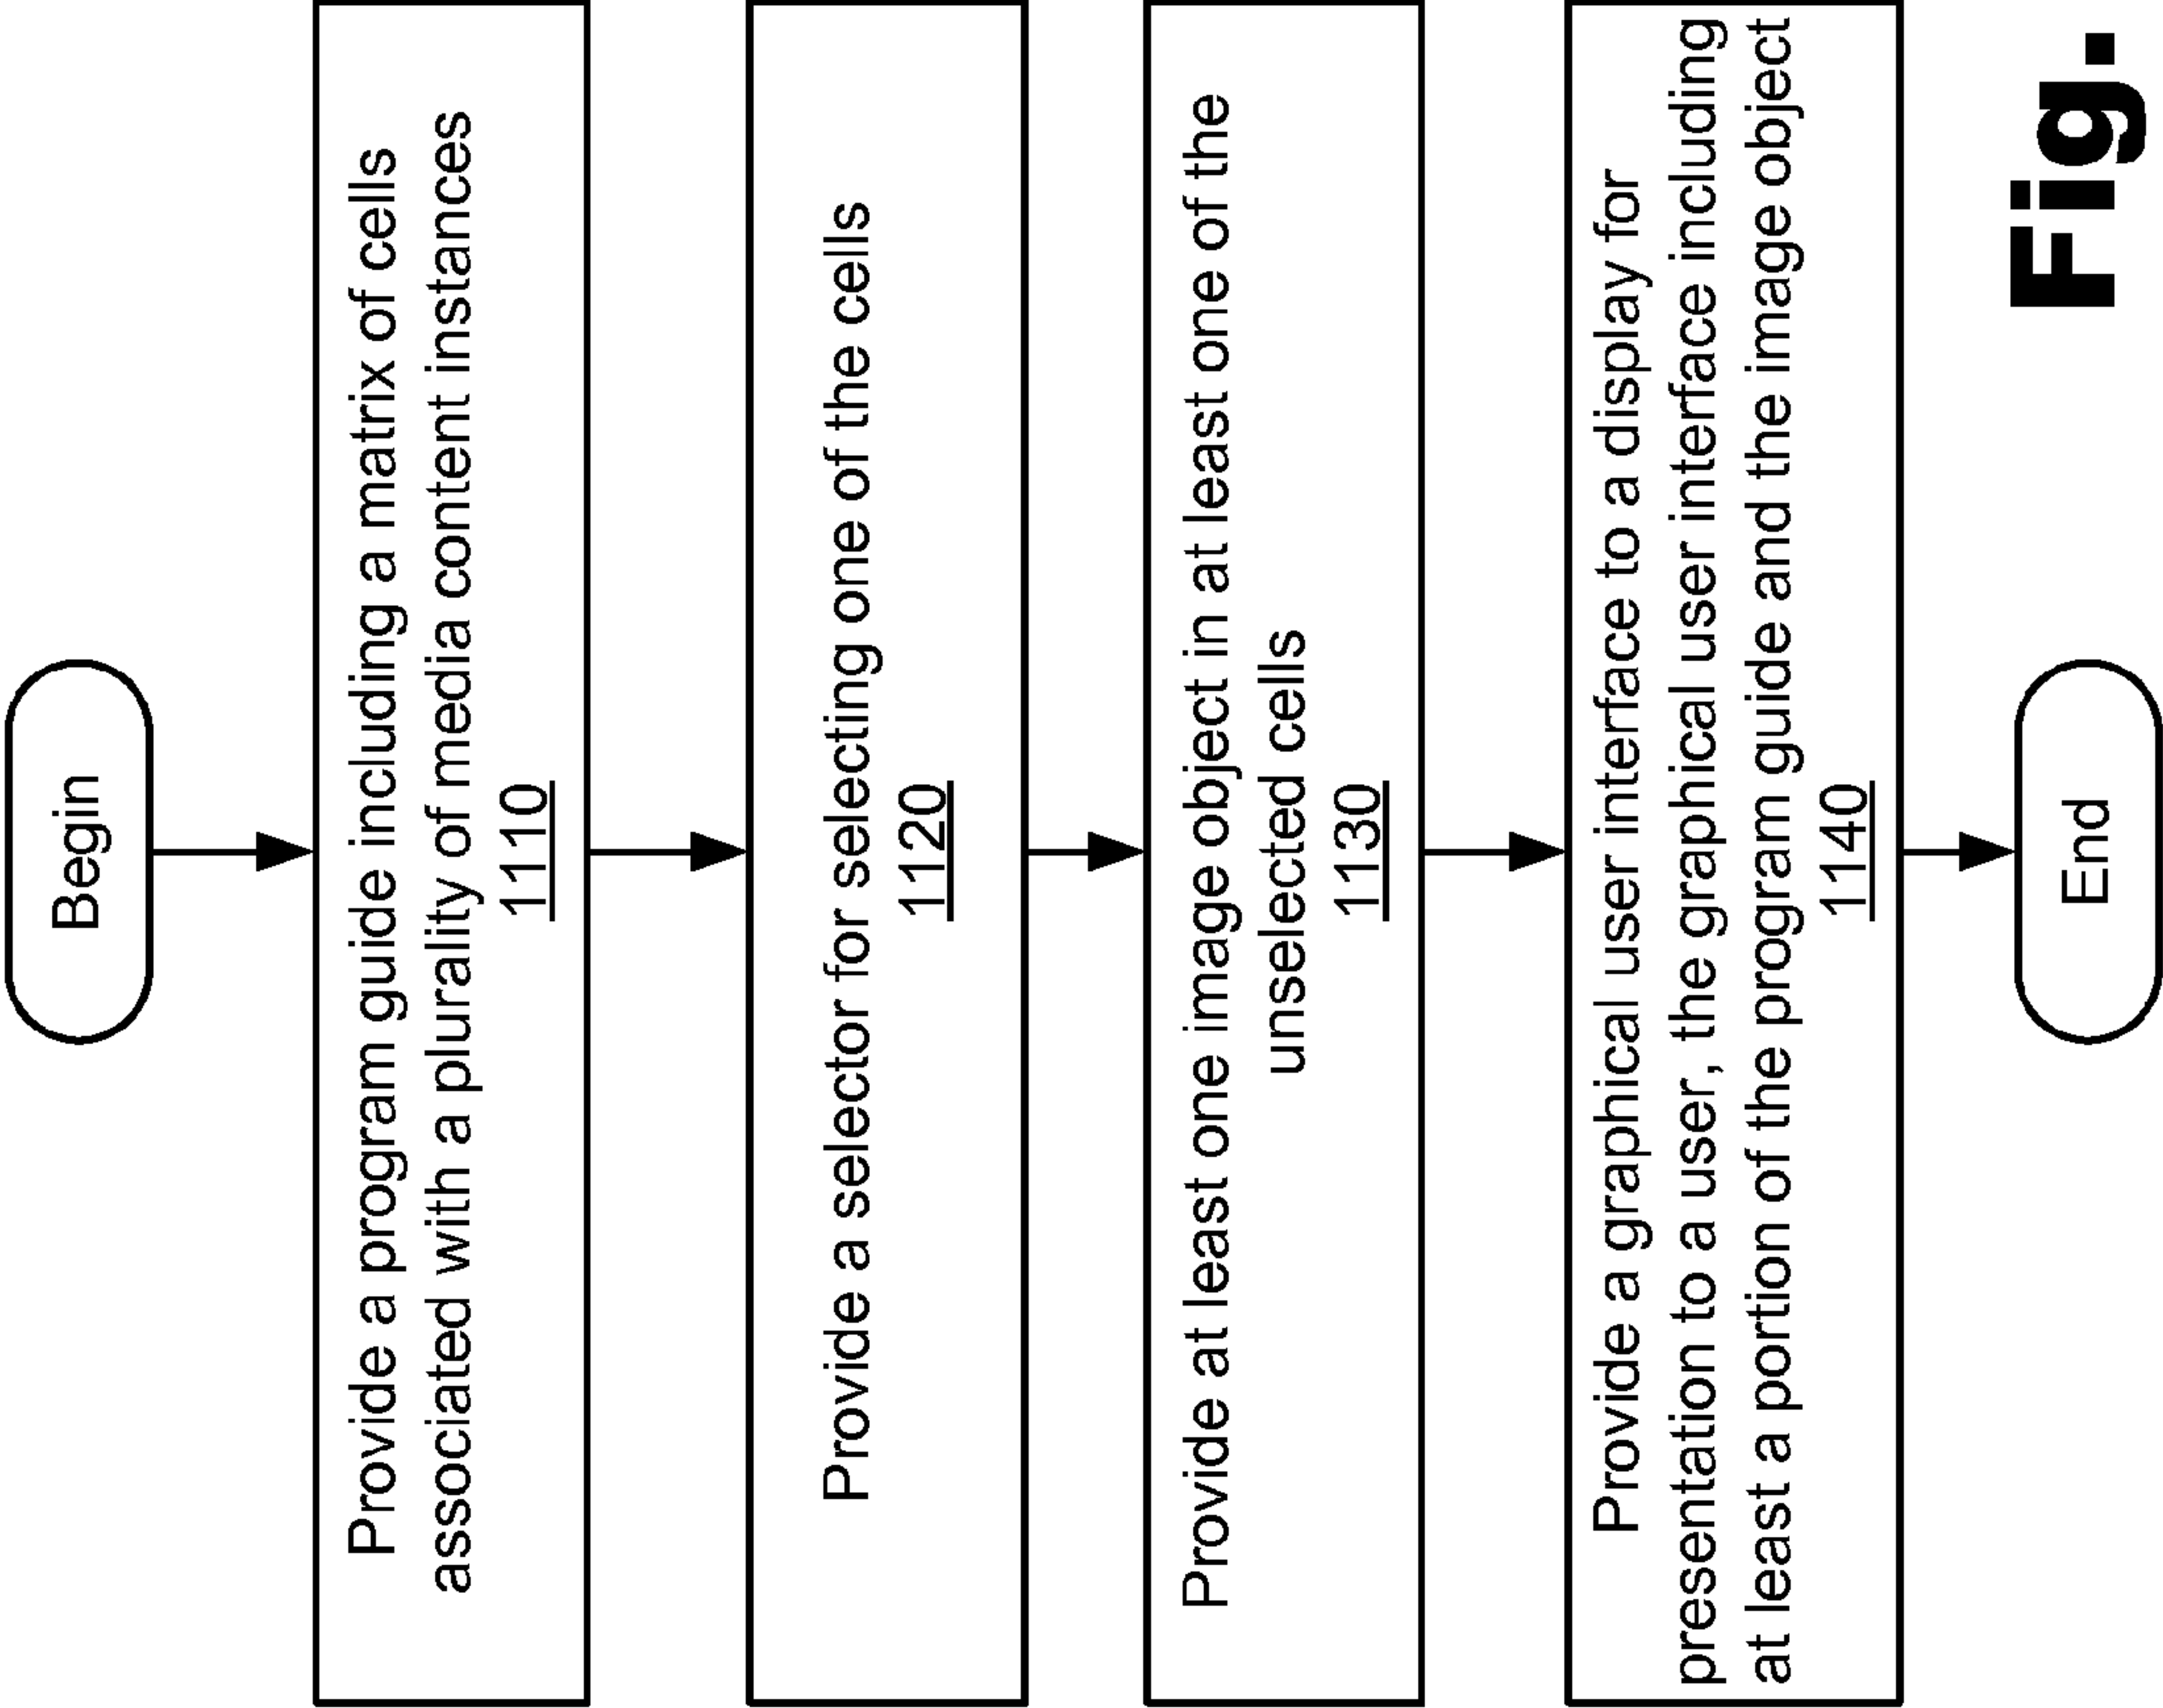 Begin
Provide a program guide including a matrix of cells
associated with a plurality of media content instances
1110
Provide a selector for selecting one of the cells
1120
Provide at least one image object in at least one of the
unselected cells
1130
Provide a graphical user interface to a display for
presentation to a user, the graphical user interface including
at least a portion of the program guide and the image object
1140
End
Fig.